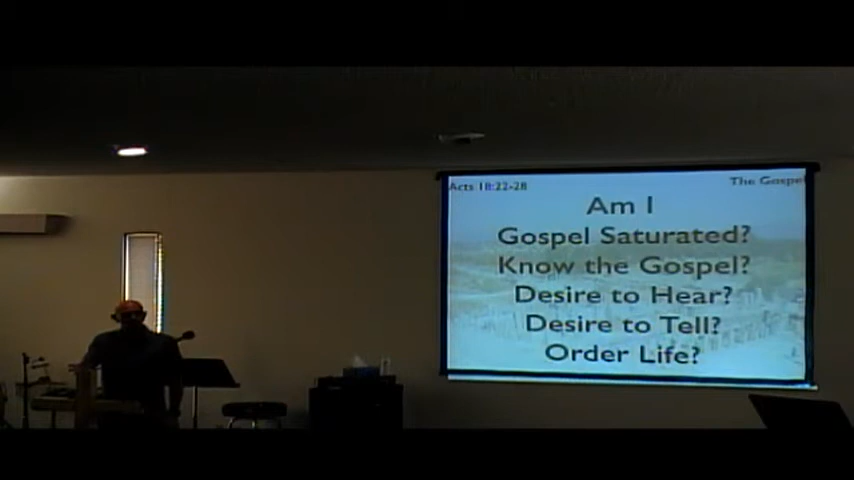 Acts 18:22-28
The Gospel
Am I
Gospel Saturated?
Know the Gospel?
Desire to Hear?
Desire to Tell?
Order Life?